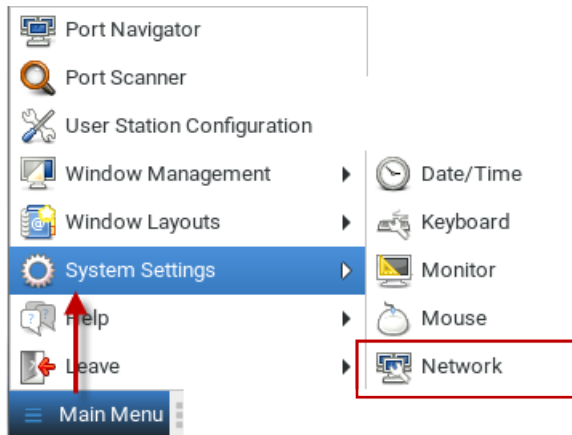 Port Navigator
Port Scanner
User Station Configuration
Window Management
Window Layouts
System Settings
Help
Leave
Main Menu
Date/Time
Keyboard
Monitor
Mouse
Network